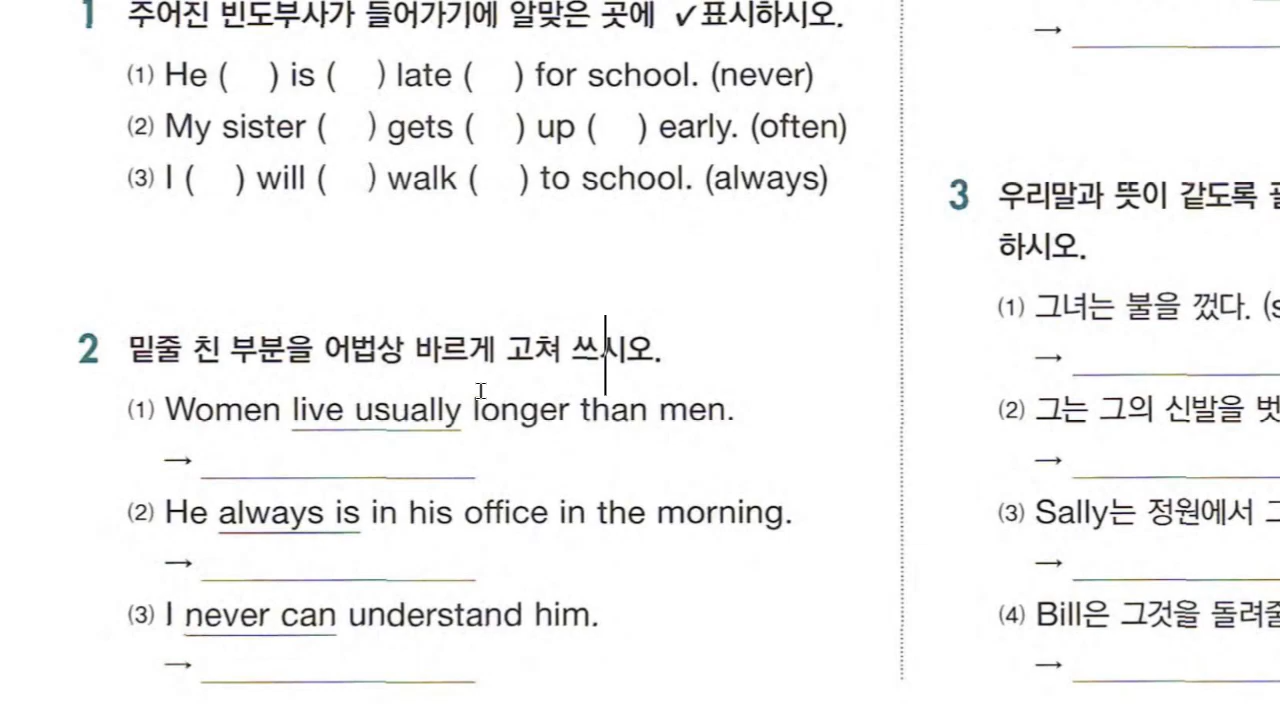 1 주어진 빈도부사가 들어가기에 알맞은 곳에 ✓표시하시오.
(1) He ( ) is ( ) late ( ) for school. (never)
(2) My sister ( ) gets ( ) up ( ) early. (often)
(3) I ( ) will ( ) walk ( ) to school. (always)
2 밑줄 친 부분을 어법상 바르게 고쳐 쓰시오.
(1) Women live usually longer than men.
→
(2) He always is in his office in the morning.
→
(3) I never can understand him.
→
→
3 우리말과 뜻이 같도록
하시오.
(1) 그녀는 불을 껐다. (s
→
(2) 그는 그의 신발을 벗
→
(3) Sally는 정원에서 그
→
(4) Bill은 그것을 돌려줄
→